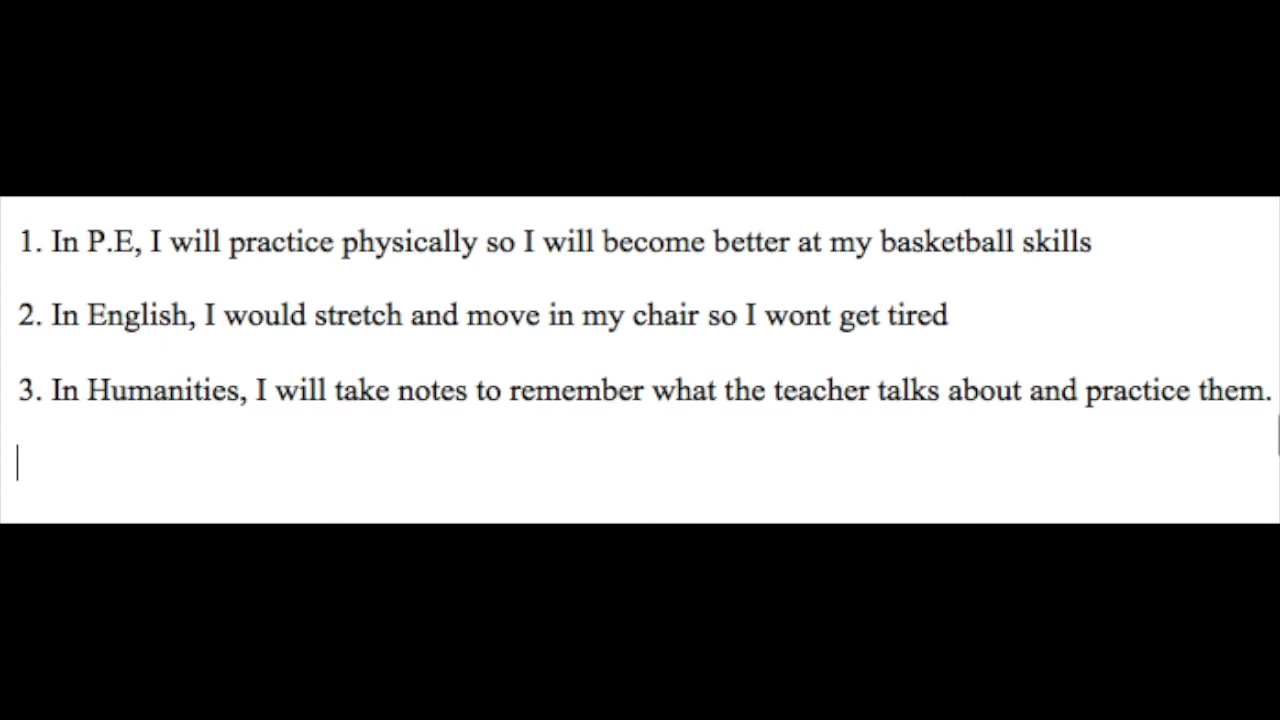 1. In P.E, I will practice physically so I will become better at my basketball skills
2. In English, I would stretch and move in my chair so I wont get tired
3. In Humanities, I will take notes to remember what the teacher talks about and practice them.